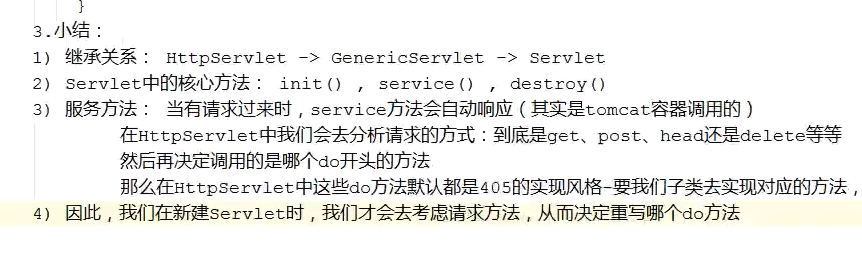 }
3.小结：
1) 继承关系： HttpServlet -> GenericServlet -> Servlet
2) Servlet中的核心方法： init() , service() , destroy()
3) 服务方法： 当有请求过来时，service方法会自动响应（其实是tomcat容器调用的）
在HttpServlet中我们会去分析请求的方式：到底是get、post、head还是delete等等
然后再决定调用的是哪个do开头的方法
那么在HttpServlet中这些do方法默认都是405的实现风格-要我们子类去实现对应的方法，
4) 因此，我们在新建Servlet时，我们才会去考虑请求方法，从而决定重写哪个do方法